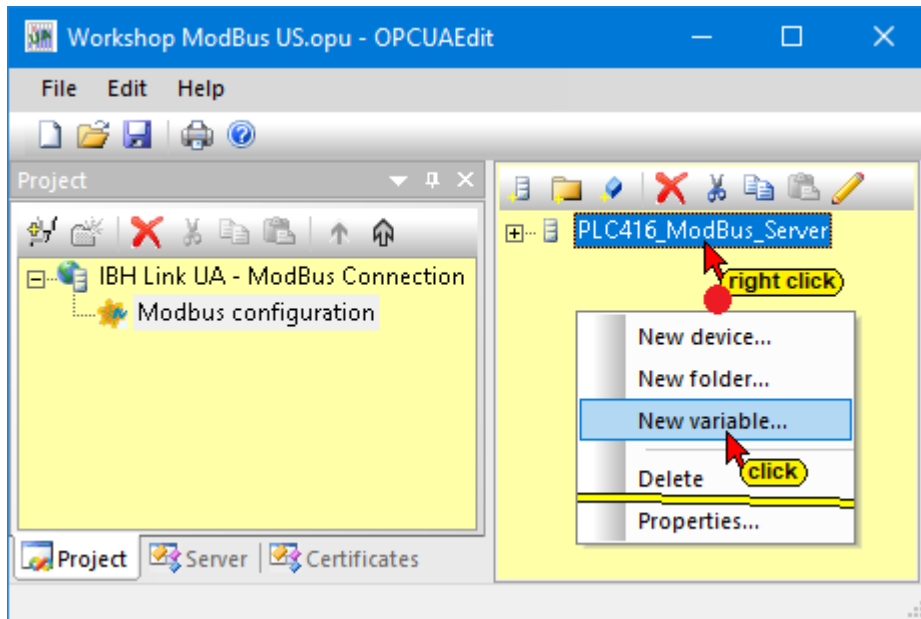 Workshop ModBus US.opu - OPCUAEdit
File Edit Help
Project
IBH Link UA - ModBus Connection
Modbus configuration
Project Server Certificates
PLC416_ModBus_Server
right click
New device...
New folder...
New variable...
click
Delete
Properties...